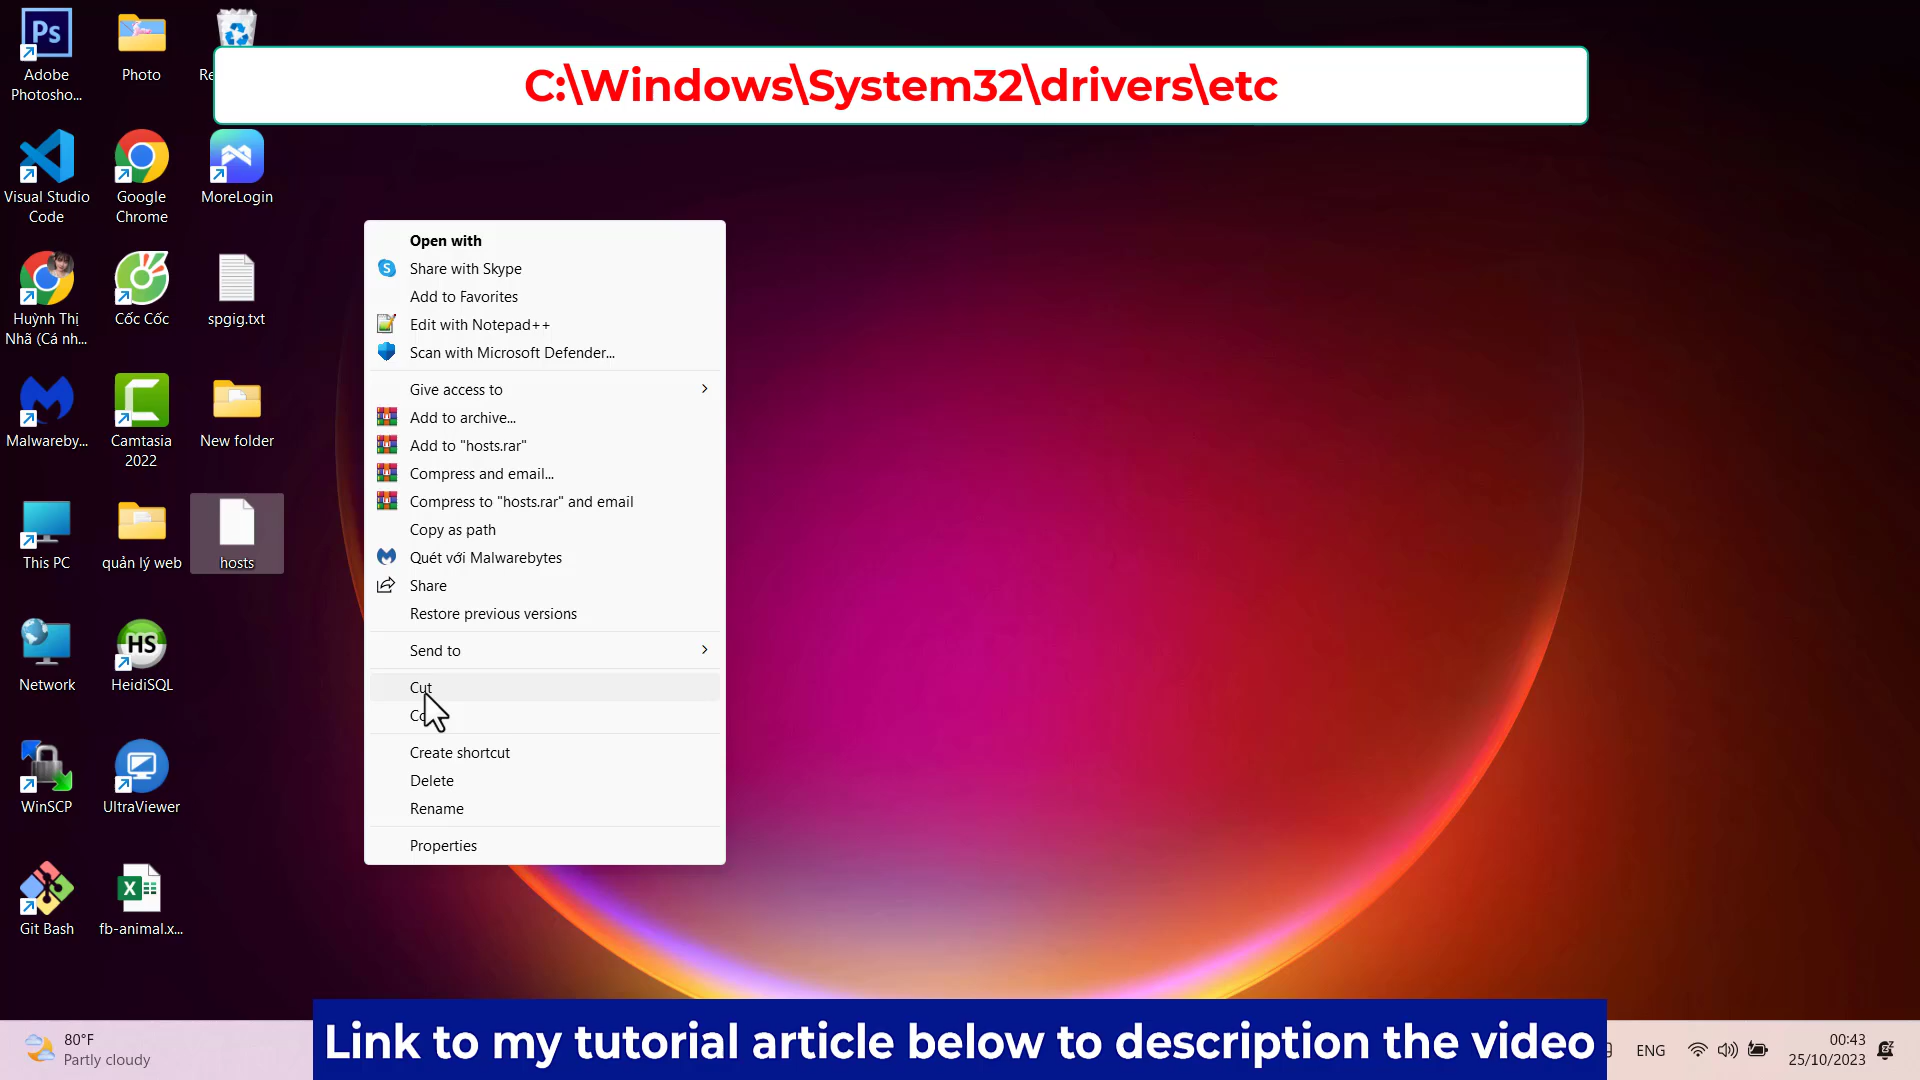 Ps
Adobe
Photosho...
Photo
Re
C:\Windows\System32\drivers\etc
Visual Studio
Code
Google
Chrome
MoreLogin
Huỳnh Thị
Nhã (Cá nh...
Cốc Cốc
spgig.txt
Malwareby...
Camtasia
2022
New folder
This PC
quản lý web
hosts
Network
HS
HeidiSQL
WinSCP
UltraViewer
Git Bash
fb-animal.x...
Open with
Share with Skype
Add to Favorites
Edit with Notepad++
Scan with Microsoft Defender...
Give access to
Add to archive...
Add to "hosts.rar"
Compress and email...
Compress to "hosts.rar" and email
Copy as path
Quét với Malwarebytes
Share
Restore previous versions
Send to
Cut
Create shortcut
Delete
Rename
Properties
80°F
Partly cloudy
Link to my tutorial article below to description the video
ENG
00:43
25/10/2023